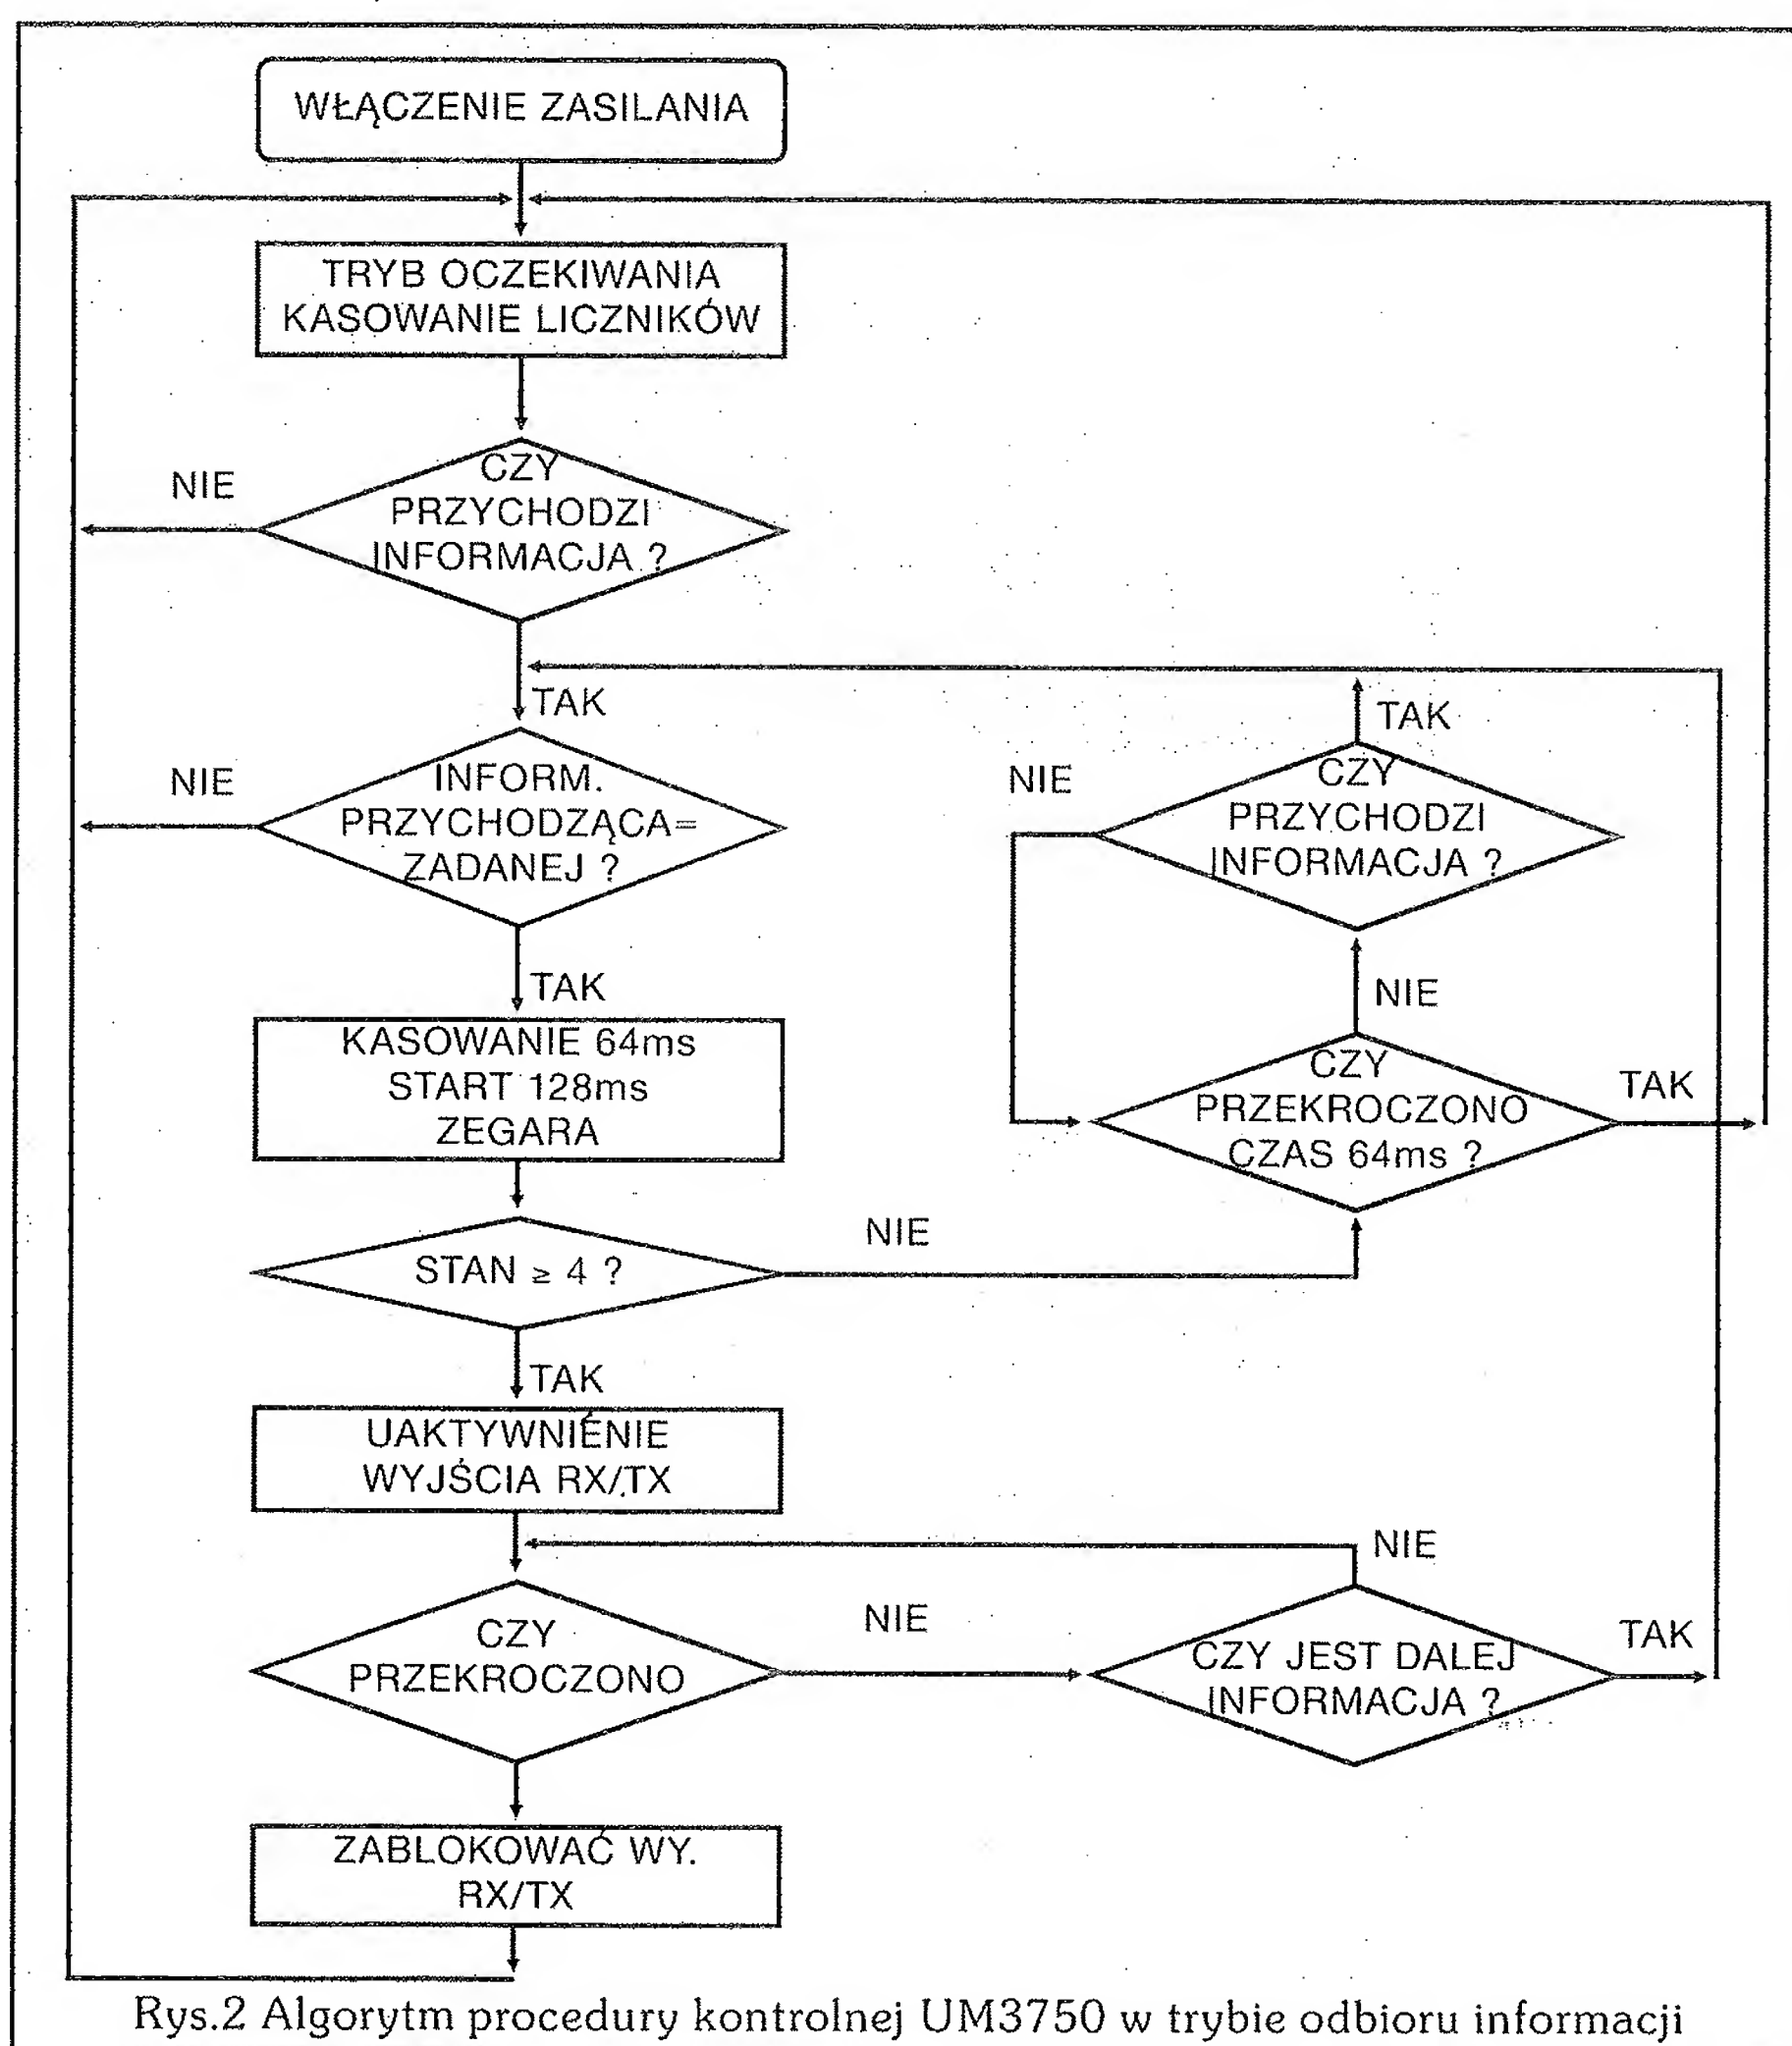 WŁĄCZENIE ZASILANIA
TRYB OCZEKIWANIA
KASOWANIE LICZNIKÓW
NIE
CZY
PRZYCHODZI
INFORMACJA ?
TAK
NIE
INFORM.
PRZYCHODZĄCA=
ZADANEJ ?
TAK
NIE
CZY
PRZYCHODZI
INFORMACJA ?
TAK
KASOWANIE 64ms
START 128ms
ZEGARA
NIE
CZY
PRZEKROCZONO
CZAS 64ms ?
TAK
STAN ≥ 4 ?
NIE
TAK
UAKTYWNIENIE
WYJŚCIA RX/TX
NIE
CZY
PRZEKROCZONO
NIE
CZY JEST DALEJ
INFORMACJA ?
TAK
ZABLOKOWAĆ WY.
RX/TX
Rys.2 Algorytm procedury kontrolnej UM3750 w trybie odbioru informacji